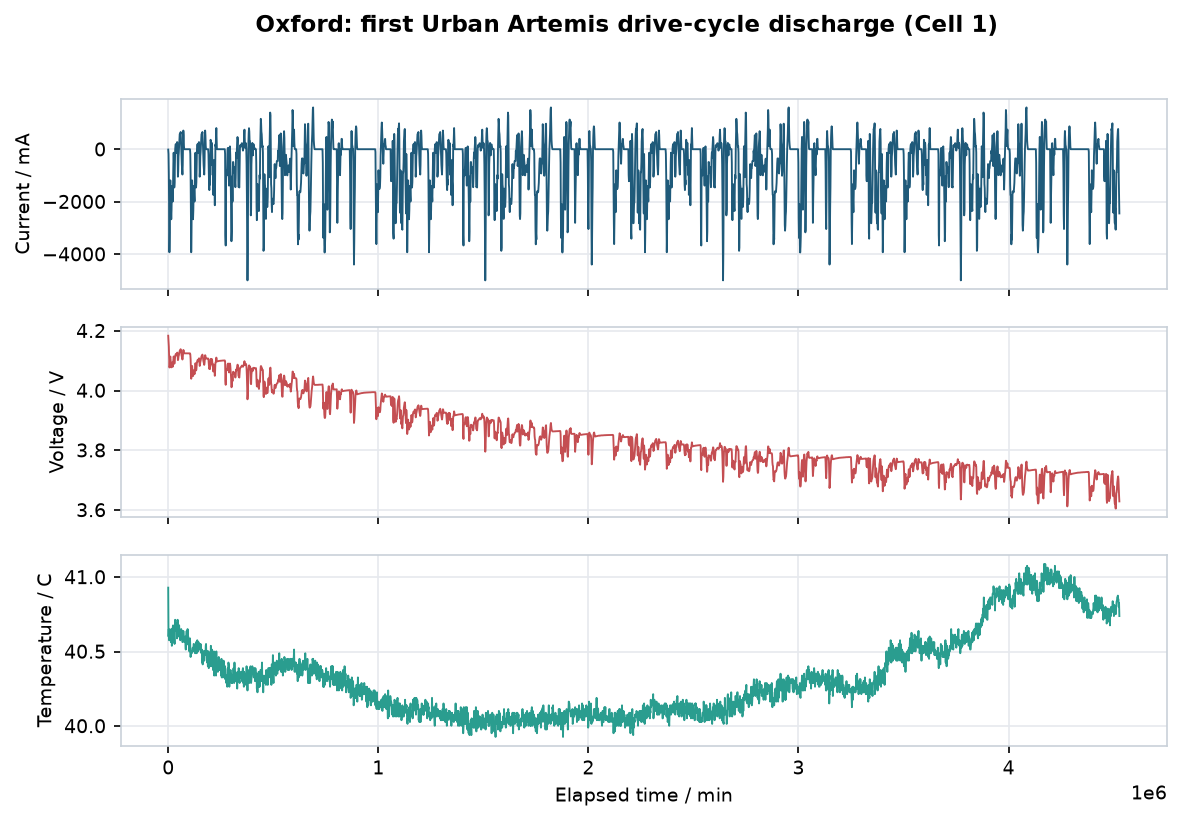 Oxford: first Urban Artemis drive-cycle discharge (Cell 1)
Current / mA
0
−2000
−4000
Voltage / V
4.2
4.0
3.8
3.6
Temperature / C
41.0
40.5
40.0
0 1 2 3 4
Elapsed time / min
1e6